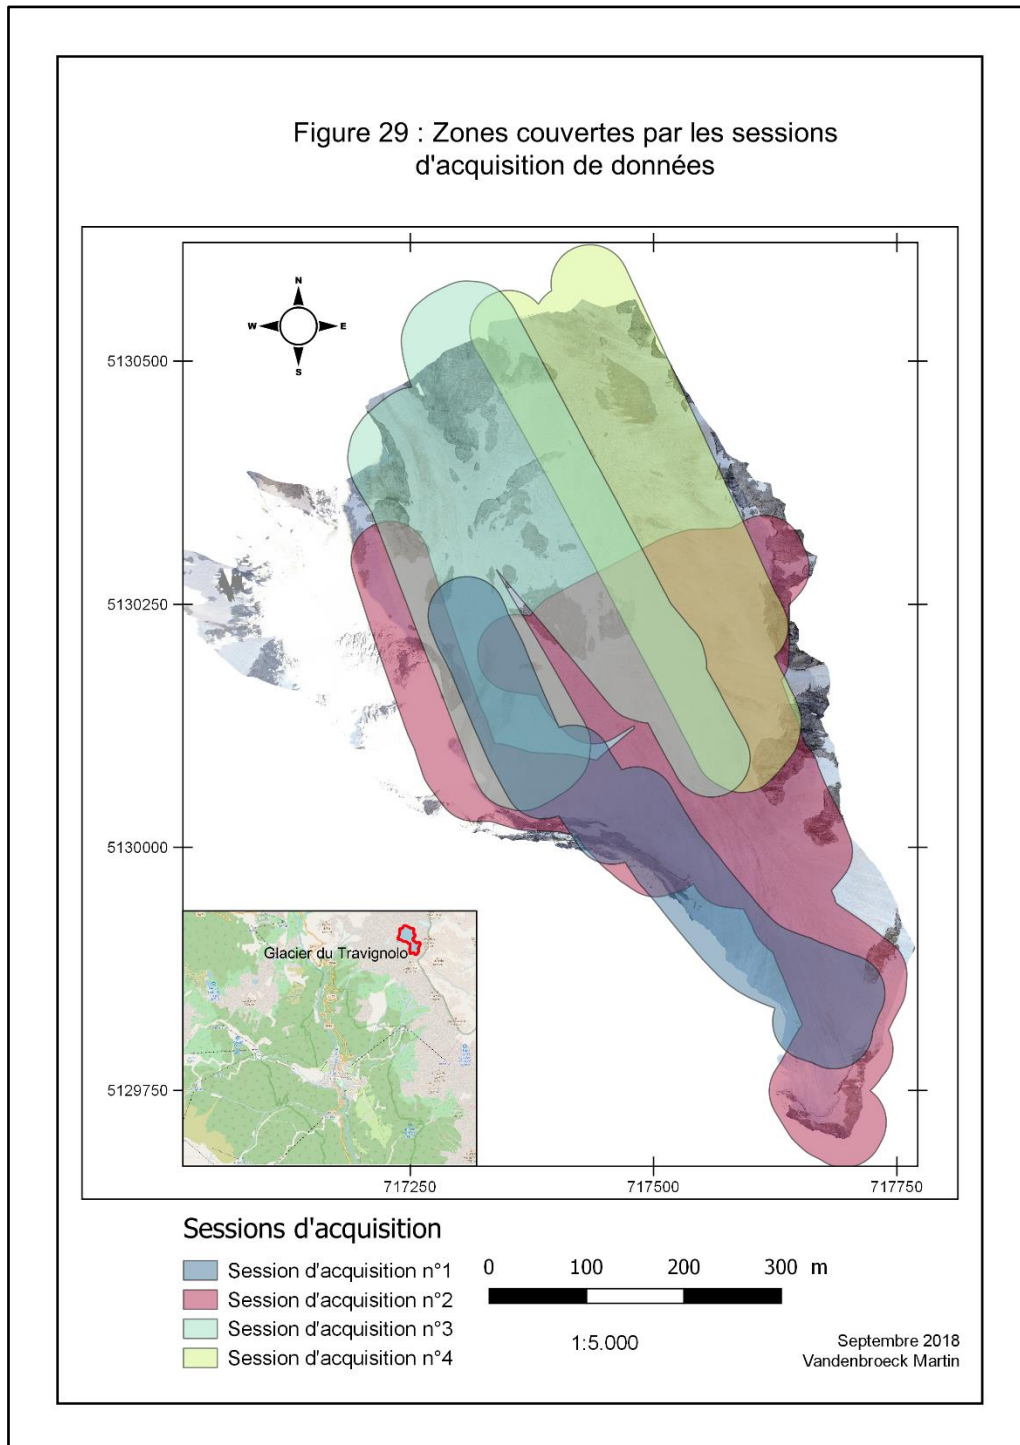 Figure 29 : Zones couvertes par les sessions
d'acquisition de données
N
W
E
S
5130500
5130250
5130000
5129750
Glacier du Travignolo
717250
717500
717750
Sessions d'acquisition
Session d'acquisition n°1
Session d'acquisition n°2
Session d'acquisition n°3
Session d'acquisition n°4
0 100 200 300 m
1:5.000
Septembre 2018
Vandenbroeck Martin